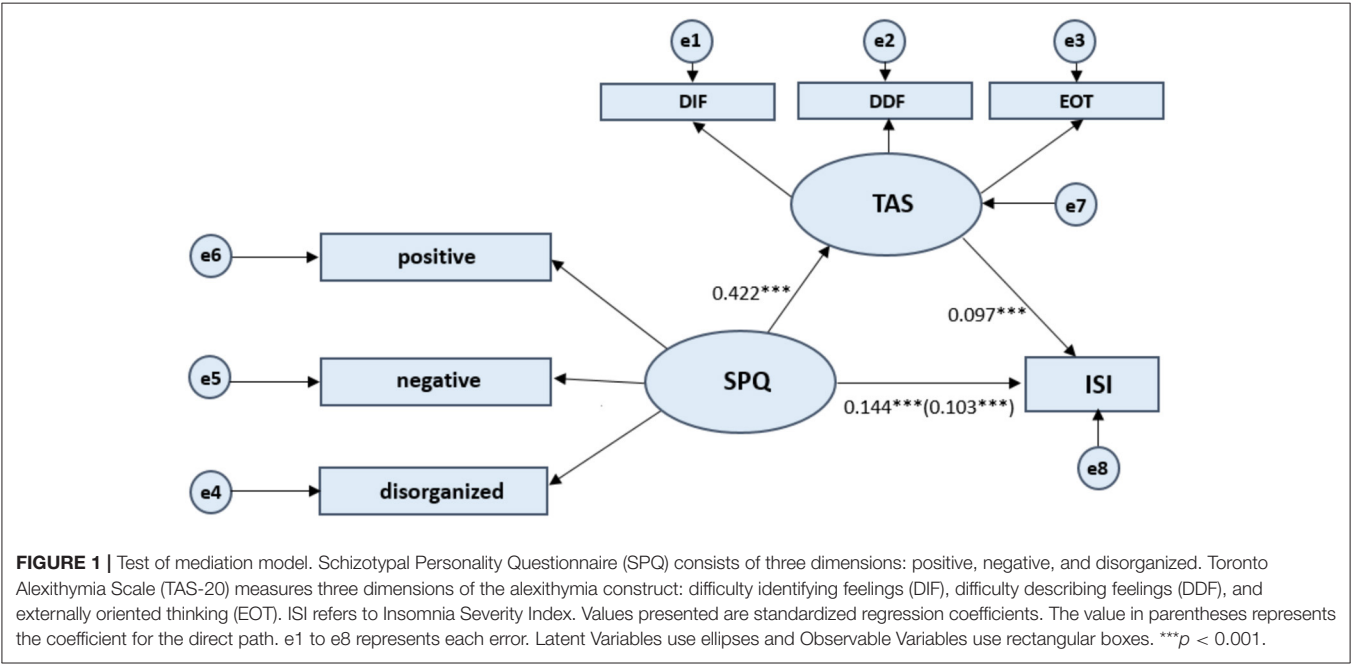 e1
e2
e3
DIF
DDF
EOT
TAS
e7
e6
positive
0.422***
0.097***
e5
negative
SPQ
ISI
0.144***(0.103***)
e8
e4
disorganized
FIGURE 1 | Test of mediation model. Schizotypal Personality Questionnaire (SPQ) consists of three dimensions: positive, negative, and disorganized. Toronto
Alexithymia Scale (TAS-20) measures three dimensions of the alexithymia construct: difficulty identifying feelings (DIF), difficulty describing feelings (DDF), and
externally oriented thinking (EOT). ISI refers to Insomnia Severity Index. Values presented are standardized regression coefficients. The value in parentheses represents
the coefficient for the direct path. e1 to e8 represents each error. Latent Variables use ellipses and Observable Variables use rectangular boxes. ***p < 0.001.